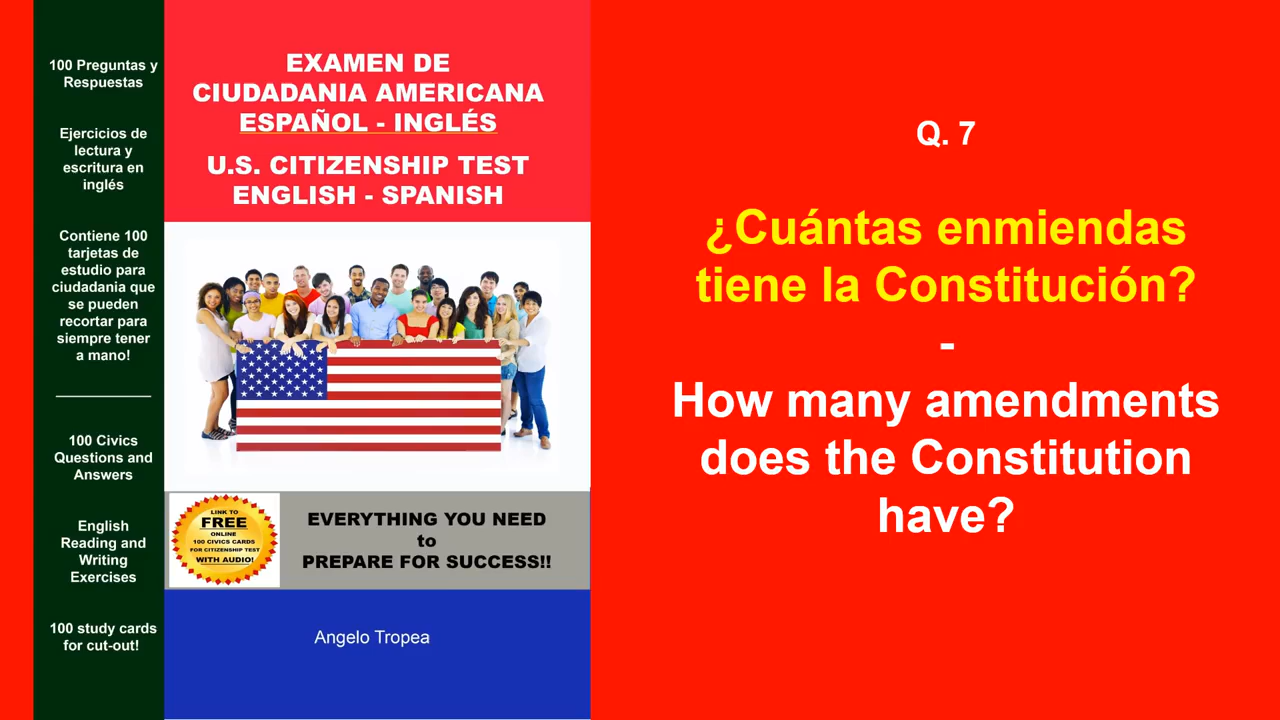 100 Preguntas y
Respuestas
Ejercicios de
lectura y
escritura en
inglés
Contiene 100
tarjetas de
estudio para
ciudadania que
se pueden
recortar para
siempre tener
a mano!
100 Civics
Questions and
Answers
English
Reading and
Writing
Exercises
100 study cards
for cut-out!
EXAMEN DE
CIUDADANIA AMERICANA
ESPAÑOL - INGLÉS
U.S. CITIZENSHIP TEST
ENGLISH - SPANISH
LINK TO
FREE
ONLINE
100 CIVICS CARDS
FOR CITIZENSHIP TEST
WITH AUDIO!
EVERYTHING YOU NEED
to
PREPARE FOR SUCCESS!!
Angelo Tropea
Q. 7
¿Cuántas enmiendas
tiene la Constitución?
-
How many amendments
does the Constitution
have?